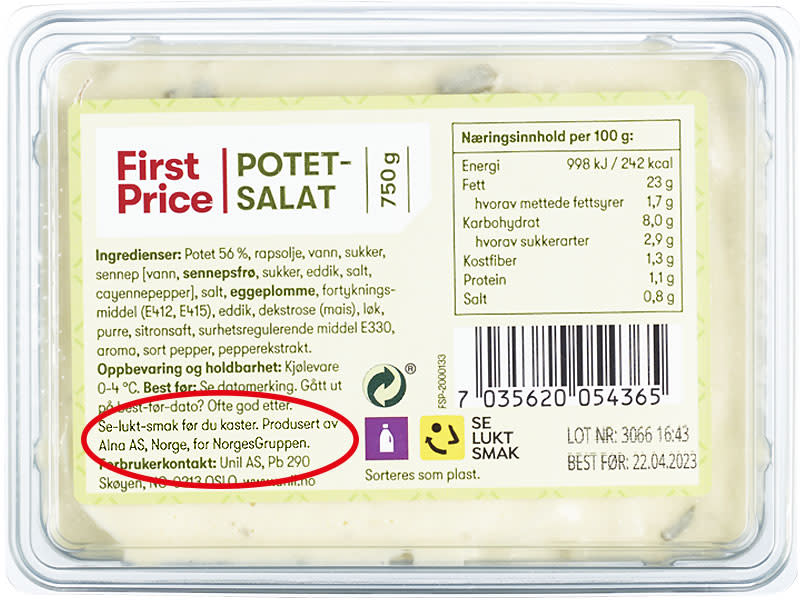 First
Price
POTET-
SALAT
750g
Ingredienser: Potet 56 %, rapsolje, vann, sukker,
sennep [vann, sennepsfrø, sukker, eddik, salt,
cayennepepper], salt, eggeplomme, fortyknings-
middel (E412, E415), eddik, dekstrose (mais), løk,
purre, sitronsaft, surhetsregulerende middel E330,
aroma, sort pepper, pepperekstrakt.
Oppbevaring og holdbarhet: Kjølevare
0-4 °C. Best før: Se datomerking. Gått ut
på best-før-dato? Ofte god etter.
Se-lukt-smak før du kaster. Produsert av
Alna AS, Norge, for NorgesGruppen.
Forbrukerkontakt: Unil AS, Pb 290
Skøyen, NO-0213 OSLO, www.unil.no
Næringsinnhold per 100 g:
Energi 998 kJ / 242 kcal
Fett 23 g
hvorav mettede fettsyrer 1,7 g
Karbohydrat 8,0 g
hvorav sukkerarter 2,9 g
Kostfiber 1,3 g
Protein 1,1 g
Salt 0,8 g
®
FSP-2000133
7 035620 054365
SE
LUKT
SMAK
Sorteres som plast.
LOT NR: 3066 16:43
BEST FØR: 22.04.2023